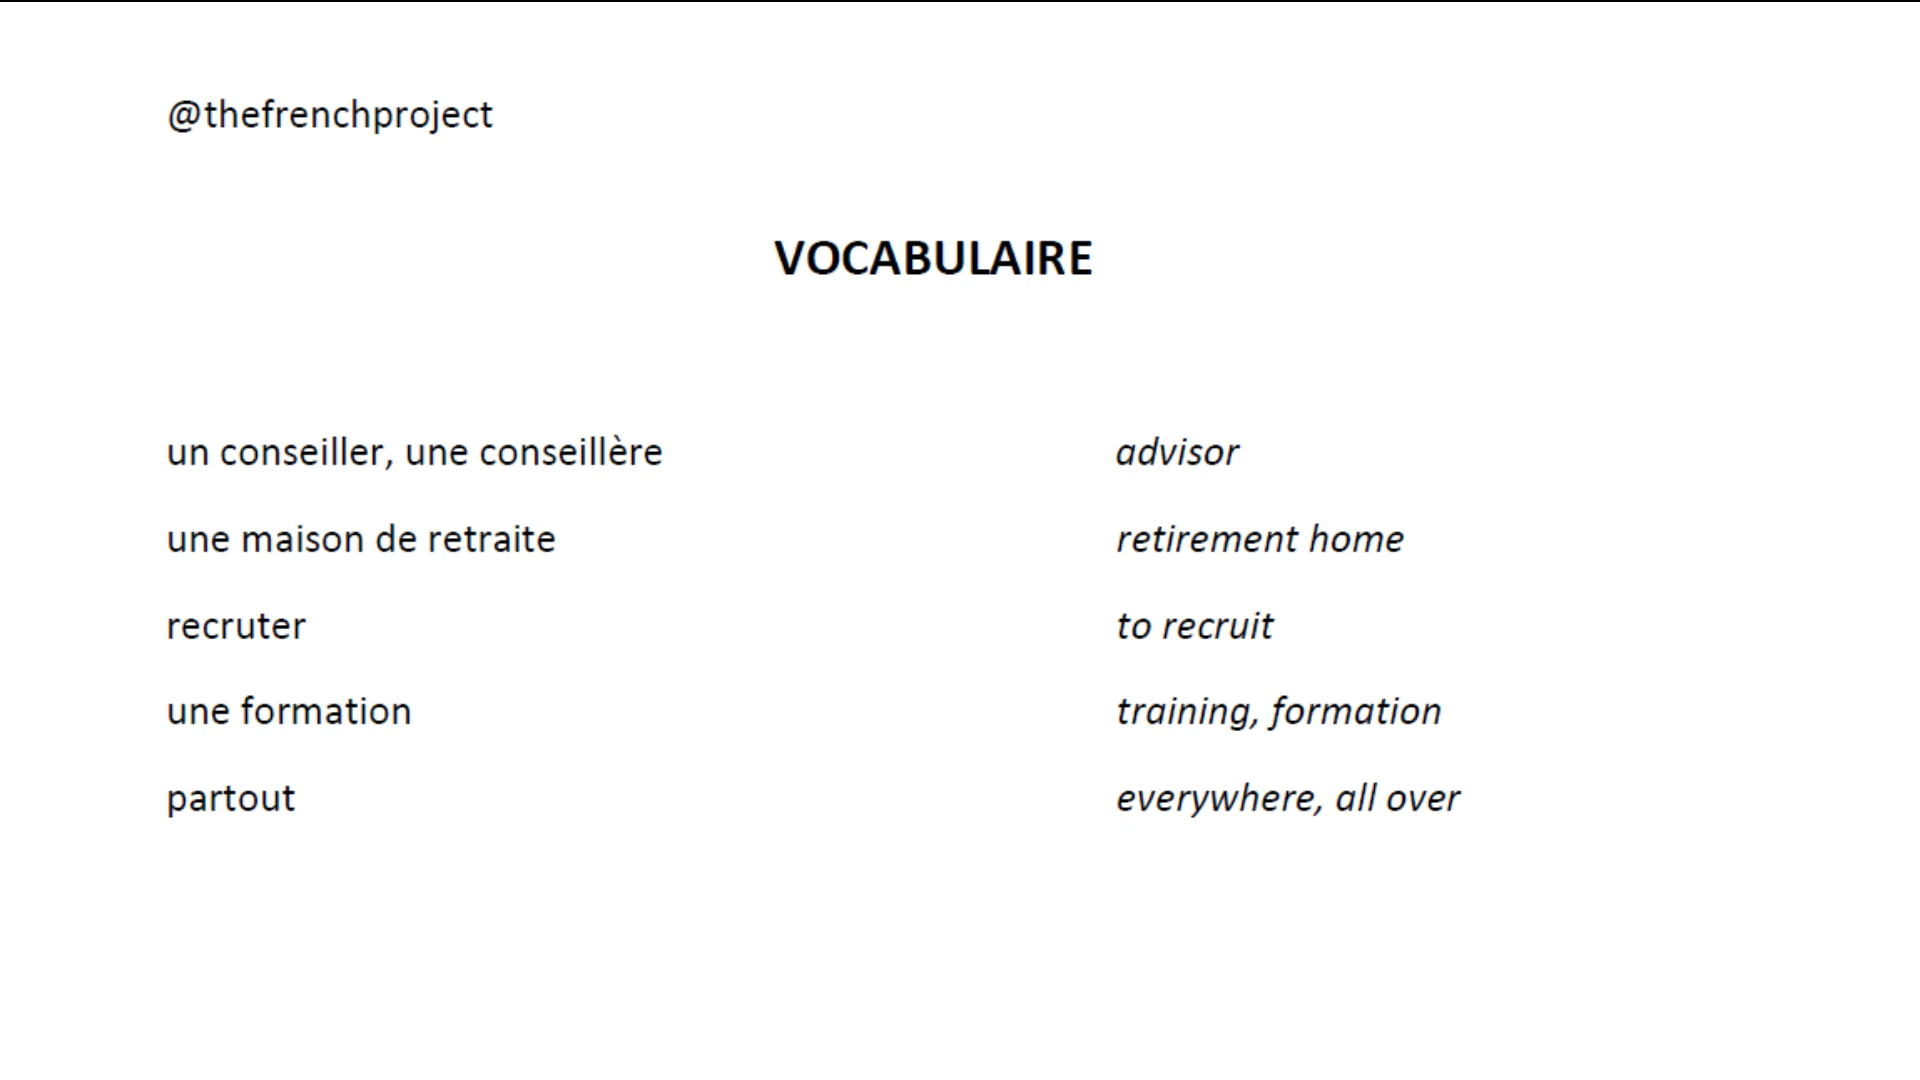 @thefrenchproject
VOCABULAIRE
un conseiller, une conseillère advisor
une maison de retraite retirement home
recruter to recruit
une formation training, formation
partout everywhere, all over